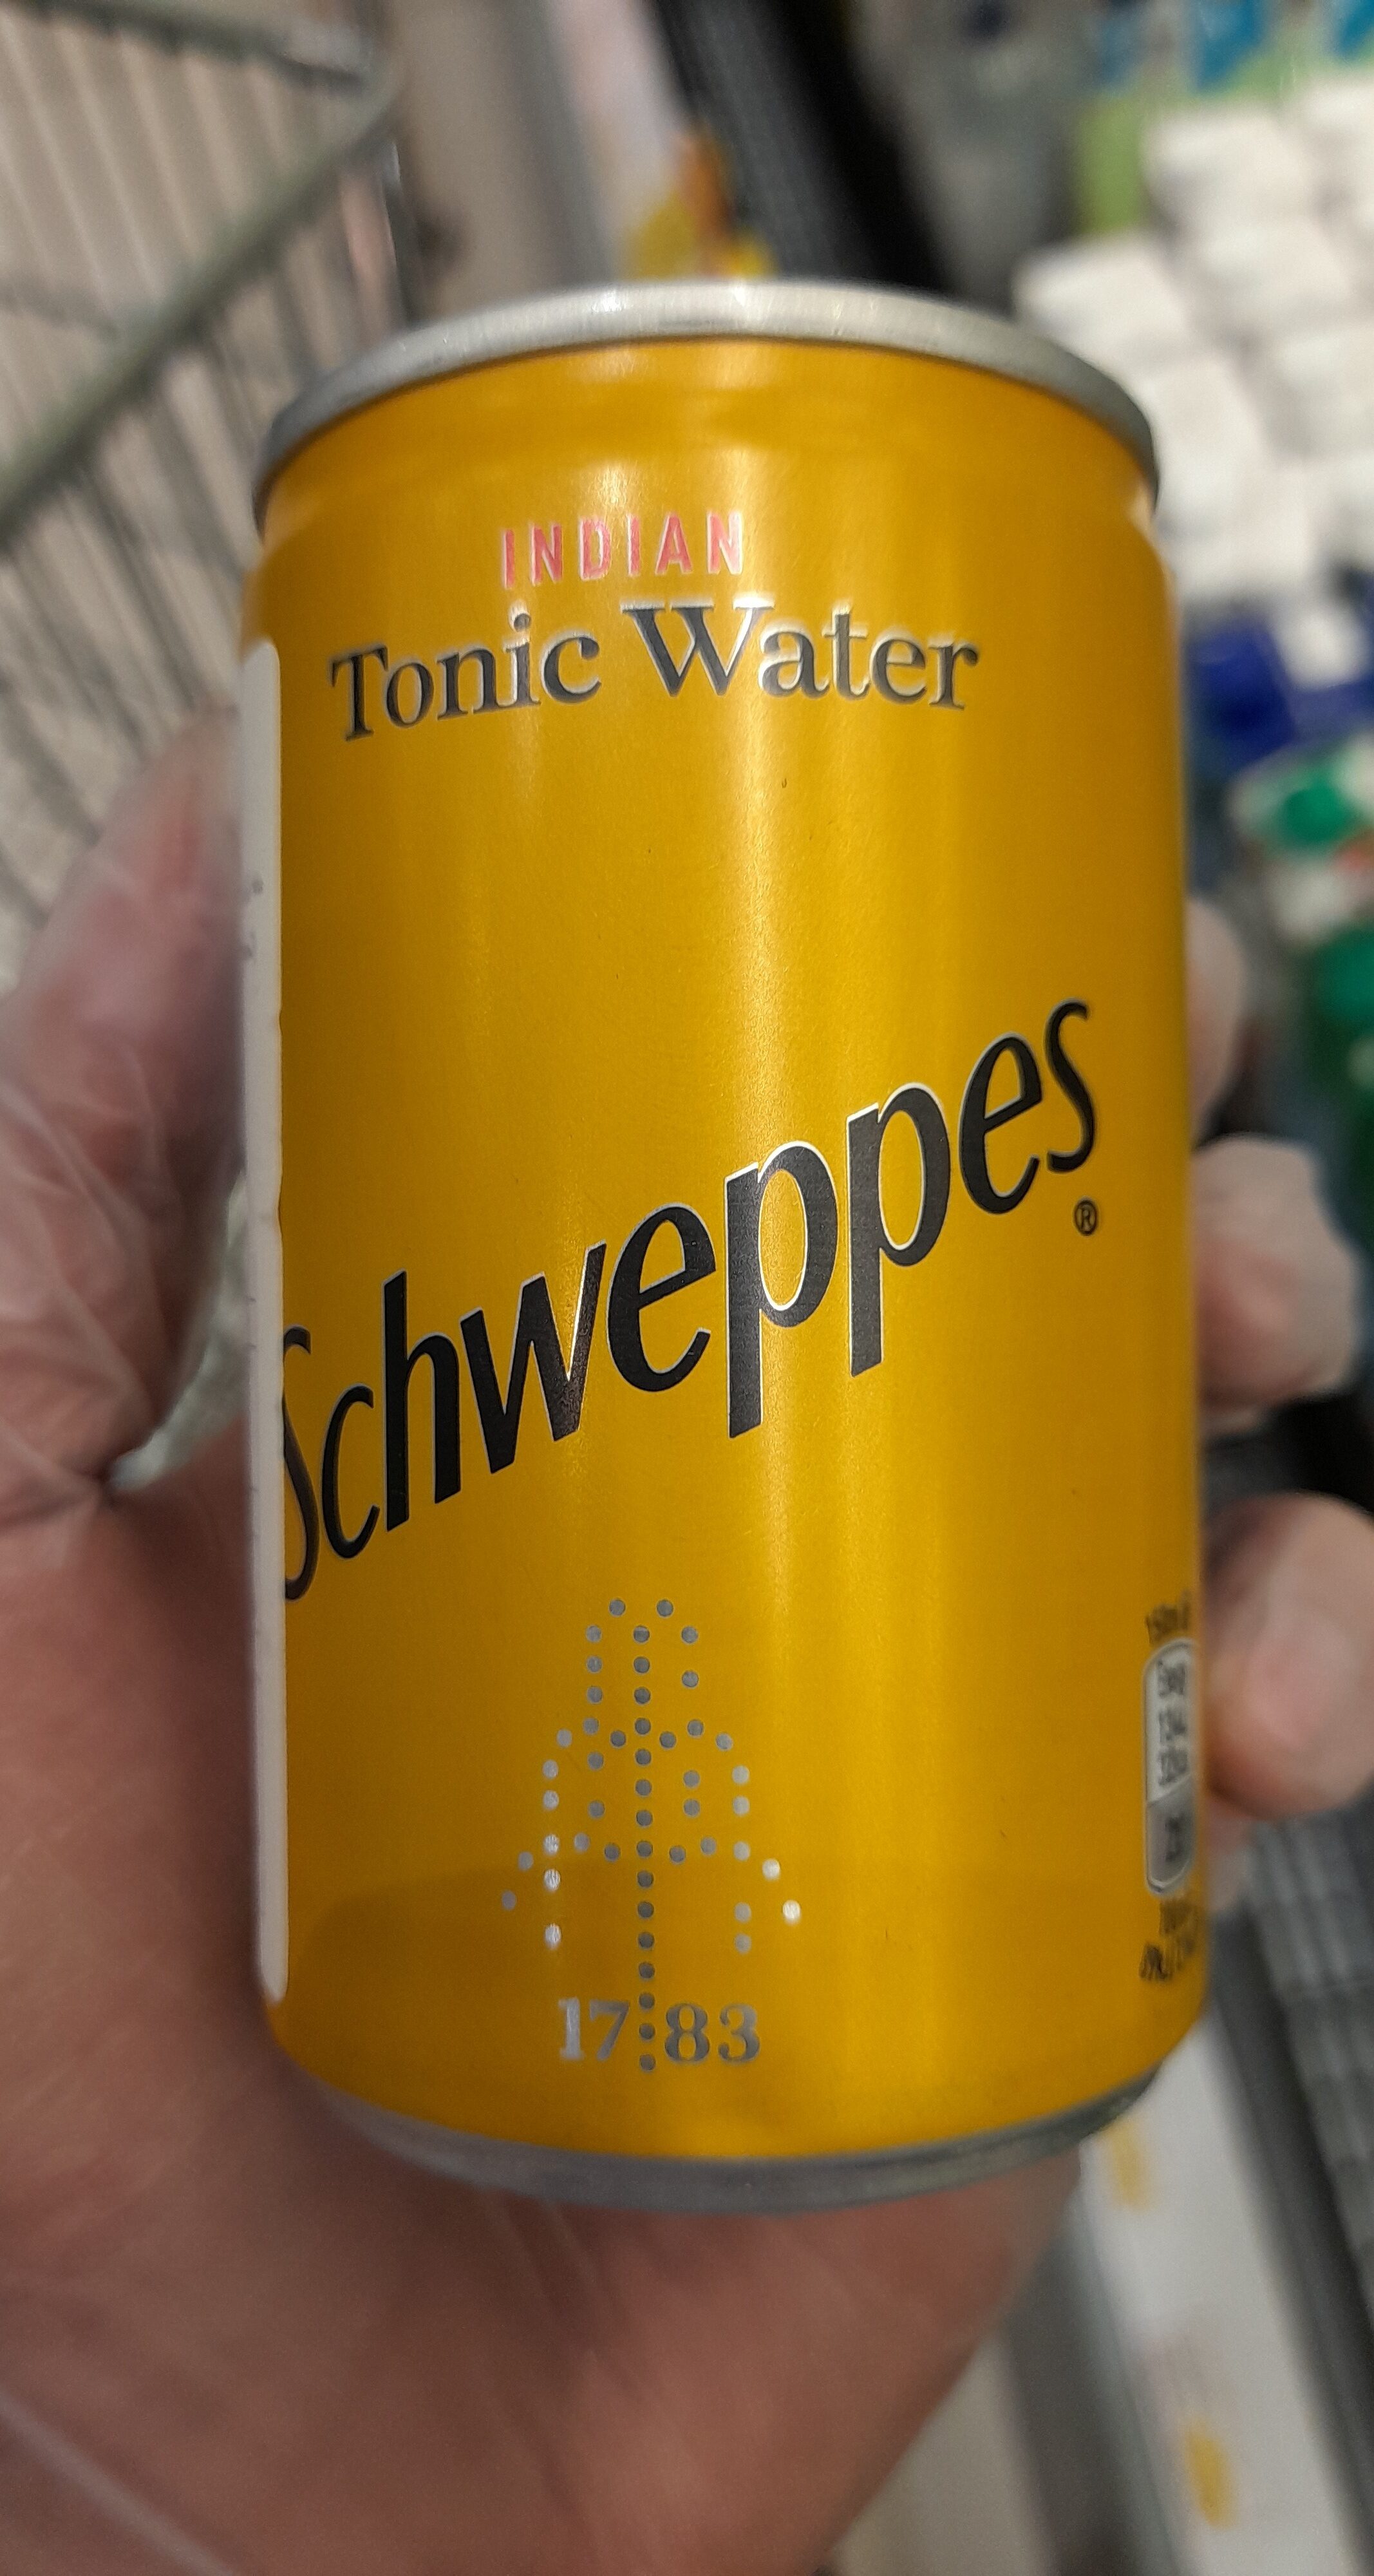 INDIAN
Tonic Water
Schweppes
®
17 83